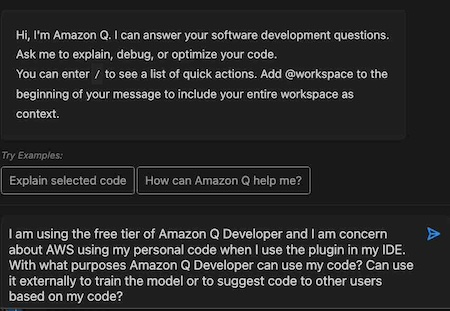 Hi, I'm Amazon Q. I can answer your software development questions.
Ask me to explain, debug, or optimize your code.
You can enter / to see a list of quick actions. Add @workspace to the
beginning of your message to include your entire workspace as
context.
Try Examples:
Explain selected code
How can Amazon Q help me?
I am using the free tier of Amazon Q Developer and I am concern
about AWS using my personal code when I use the plugin in my IDE.
With what purposes Amazon Q Developer can use my code? Can use
it externally to train the model or to suggest code to other users
based on my code?